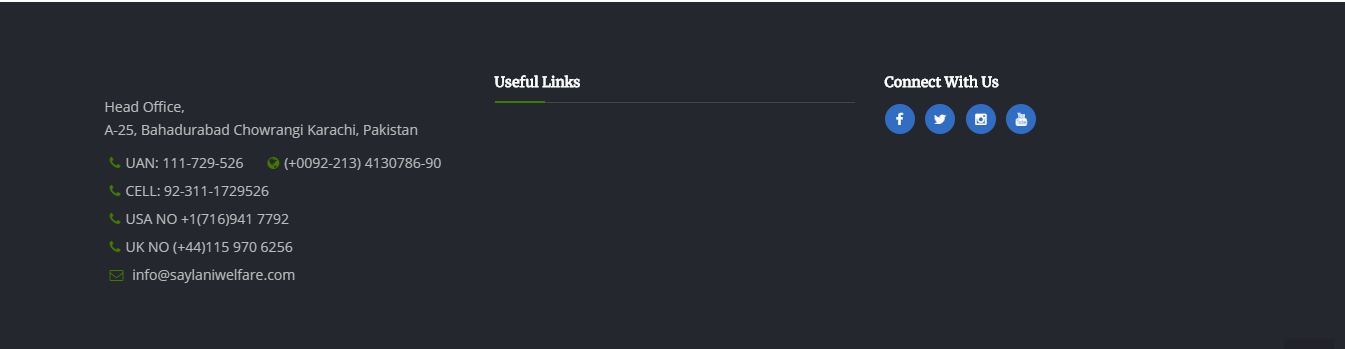 Head Office,
A-25, Bahadurabad Chowrangi Karachi, Pakistan
UAN: 111-729-526 (+0092-213) 4130786-90
CELL: 92-311-1729526
USA NO +1(716)941 7792
UK NO (+44)115 970 6256
info@saylaniwelfare.com
Useful Links
Connect With Us